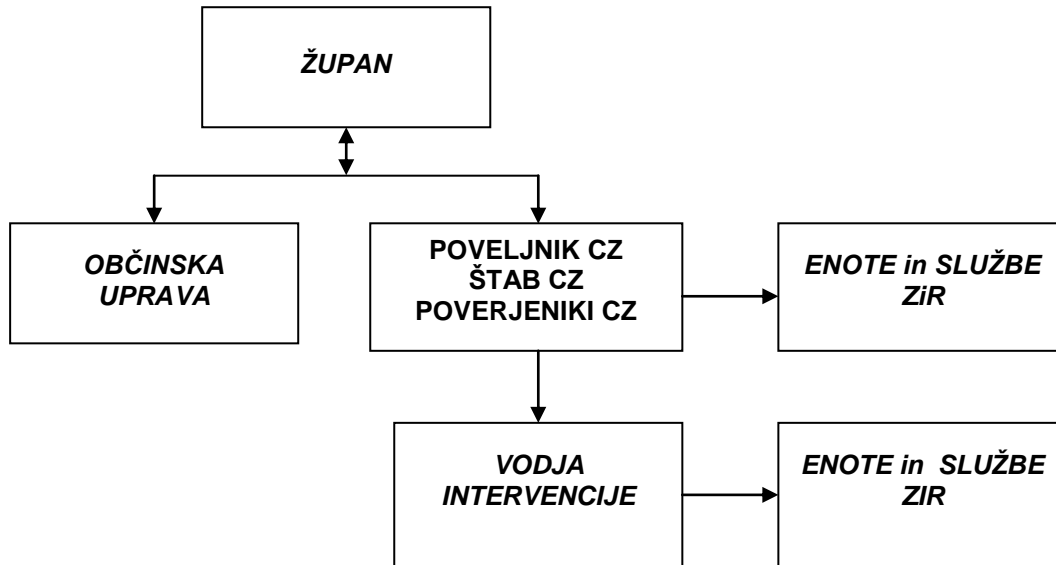 ŽUPAN
OBČINSKA
UPRAVA
POVELJNIK CZ
ŠTAB CZ
POVERJENIKI CZ
ENOTE in SLUŽBE
ZiR
VODJA
INTERVENCIJE
ENOTE in SLUŽBE
ZIR